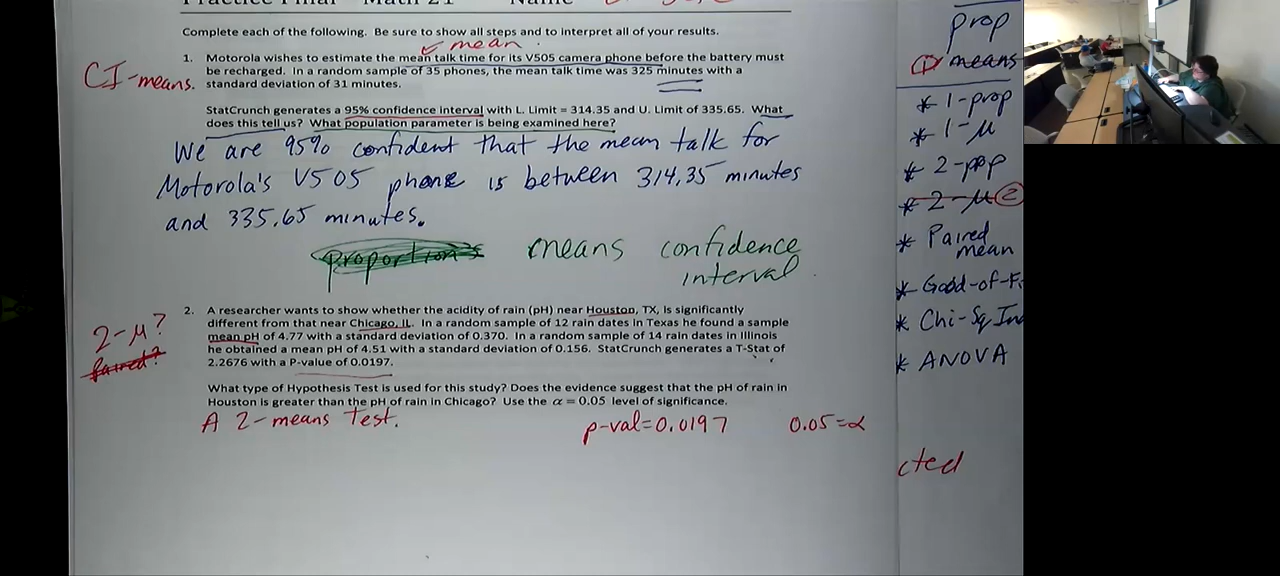 Practice Final Math 21 Name
Complete each of the following. Be sure to show all steps and to interpret all of your results.
mean
CI-means.
1. Motorola wishes to estimate the mean talk time for its V505 camera phone before the battery must
be recharged. In a random sample of 35 phones, the mean talk time was 325 minutes with a
standard deviation of 31 minutes.
StatCrunch generates a 95% confidence interval with L. Limit = 314.35 and U. Limit of 335.65. What
does this tell us? What population parameter is being examined here?
We are 95% confident that the mean talk for
Motorola's V505 phone is between 314.35 minutes
and 335.65 minutes.
proportion's means confidence
interval
2-μ?
Paired?
2. A researcher wants to show whether the acidity of rain (pH) near Houston, TX, is significantly
different from that near Chicago, IL. In a random sample of 12 rain dates in Texas he found a sample
mean pH of 4.77 with a standard deviation of 0.370. In a random sample of 14 rain dates in Illinois
he obtained a mean pH of 4.51 with a standard deviation of 0.156. StatCrunch generates a T-Stat of
2.2676 with a P-value of 0.0197.
What type of Hypothesis Test is used for this study? Does the evidence suggest that the pH of rain in
Houston is greater than the pH of rain in Chicago? Use the α = 0.05 level of significance.
A 2-means Test.
p-val=0.0197 0.05=α
prop
① means
* 1-prop
* 1-μ
* 2-prop
* 2-μ ②
* Paired
mean
* Good-of-F
* Chi-Sq Ind
* ANOVA
cted